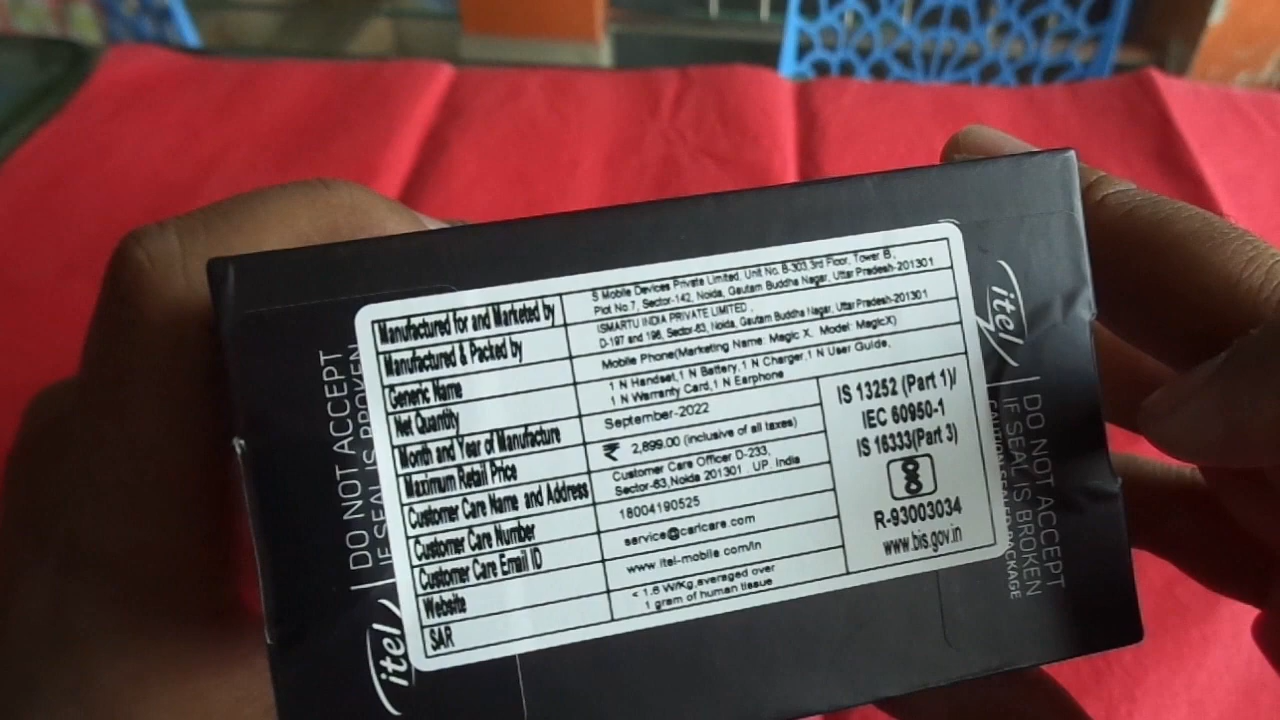 Manufactured for and Marketed by
S Mobile Devices Private Limited, Unit No. B-303,3rd Floor, Tower B,
Plot No.7, Sector-142, Noida, Gautam Buddha Nagar, Uttar Pradesh-201301
Manufactured & Packed by
ISMARTU INDIA PRIVATE LIMITED ,
D-197 and 198, Sector-63, Noida, Gautam Buddha Nagar, Uttar Pradesh-201301
Generic Name
Mobile Phone(Marketing Name: Magic X, Model: MagicX)
Net Quantity
1 N Handset,1 N Battery,1 N Charger,1 N User Guide,
1 N Warranty Card,1 N Earphone
Month and Year of Manufacture
September-2022
Maximum Retail Price
₹ 2,899.00 (inclusive of all taxes)
Customer Care Name and Address
Customer Care Officer D-233,
Sector-63,Noida 201301 . UP. India
Customer Care Number
18004190525
Customer Care Email ID
service@carlcare.com
Website
www.itel-mobile.com/in
SAR
< 1.6 W/Kg,averaged over
1 gram of human tissue
IS 13252 (Part 1)/
IEC 60950-1
IS 16333(Part 3)
R-93003034
www.bis.gov.in
itel
DO NOT ACCEPT
IF SEAL IS BROKEN
itel
DO NOT ACCEPT
IF SEAL IS BROKEN
CAUTION SEALED PACKAGE